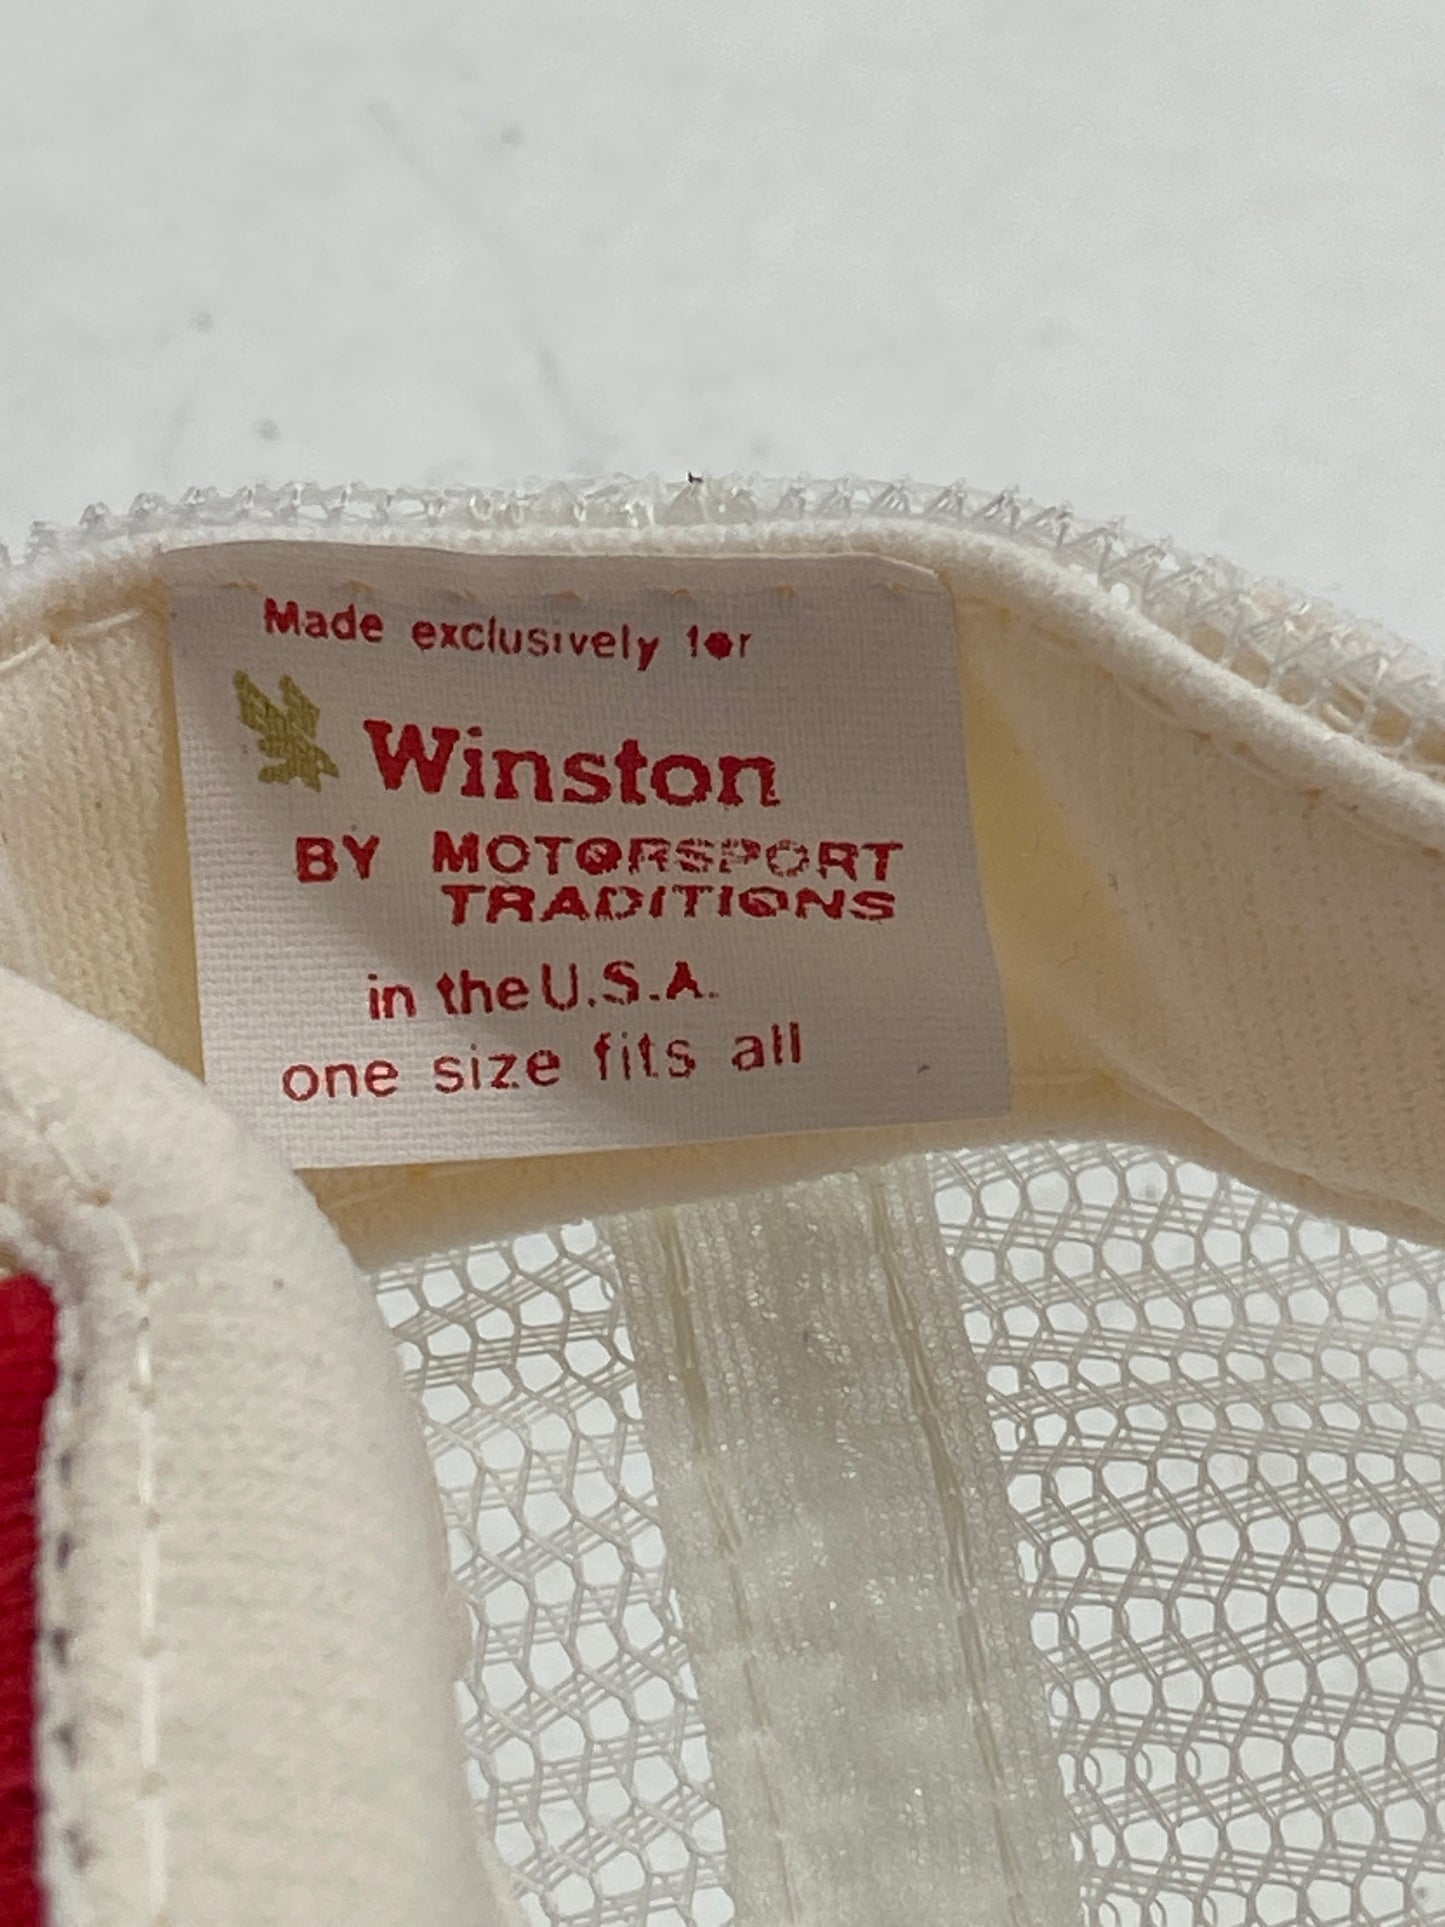 Made exclusively for
Winston
BY MOTORSPORT
TRADITIONS
in the U.S.A.
one size fits all